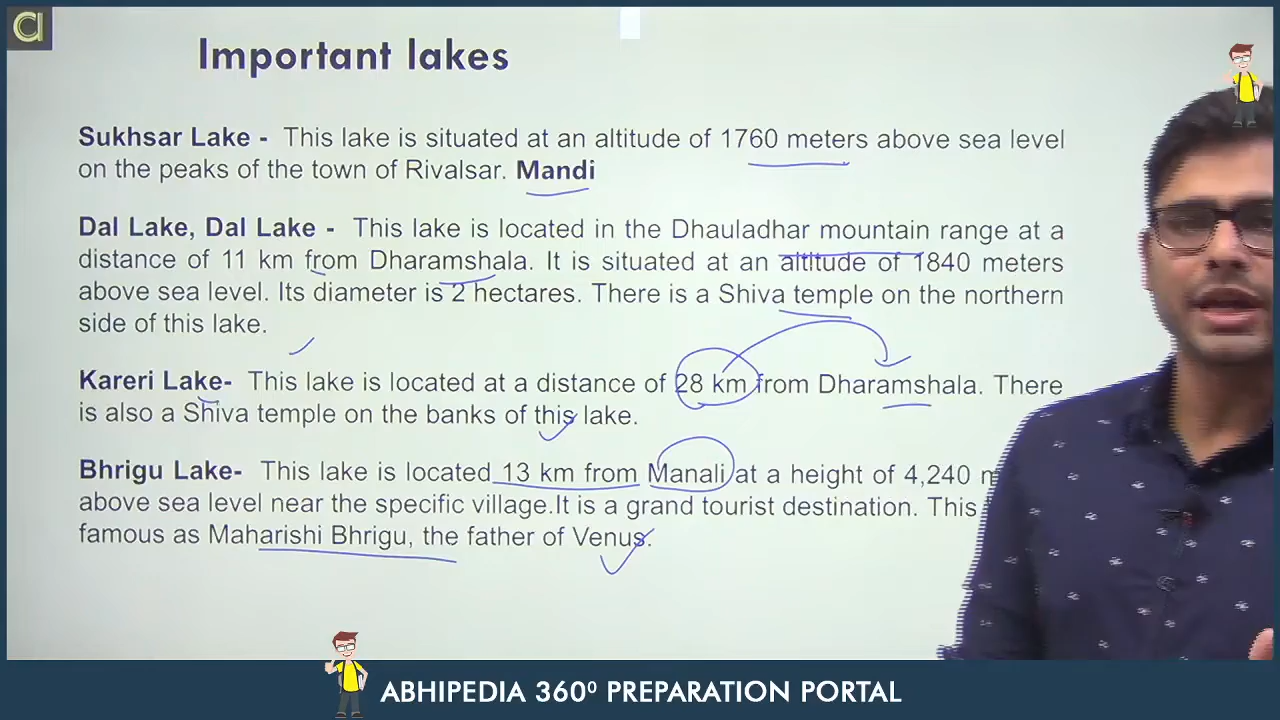 a
Important lakes
Sukhsar Lake - This lake is situated at an altitude of 1760 meters above sea level
on the peaks of the town of Rivalsar. Mandi
Dal Lake, Dal Lake - This lake is located in the Dhauladhar mountain range at a
distance of 11 km from Dharamshala. It is situated at an altitude of 1840 meters
above sea level. Its diameter is 2 hectares. There is a Shiva temple on the northern
side of this lake.
Kareri Lake- This lake is located at a distance of 28 km from Dharamshala. There
is also a Shiva temple on the banks of this lake.
Bhrigu Lake- This lake is located 13 km from Manali at a height of 4,240
above sea level near the specific village.It is a grand tourist destination. This
famous as Maharishi Bhrigu, the father of Venus.
ABHIPEDIA 360⁰ PREPARATION PORTAL